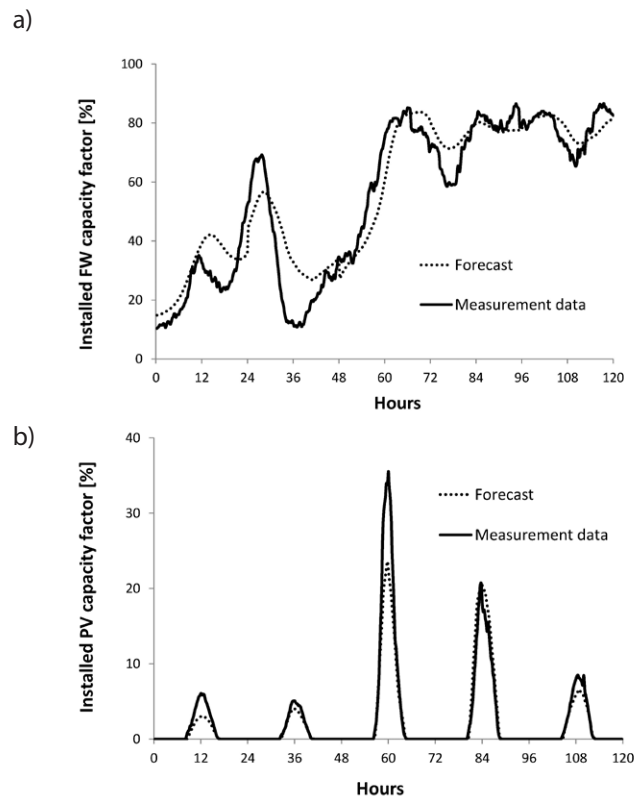 a)
Installed FW capacity factor [%]
100
80
60
40
20
0
0 12 24 36 48 60 72 84 96 108 120
Hours
Forecast
Measurement data
b)
Installed PV capacity factor [%]
40
30
20
10
0
0 12 24 36 48 60 72 84 96 108 120
Hours
Forecast
Measurement data